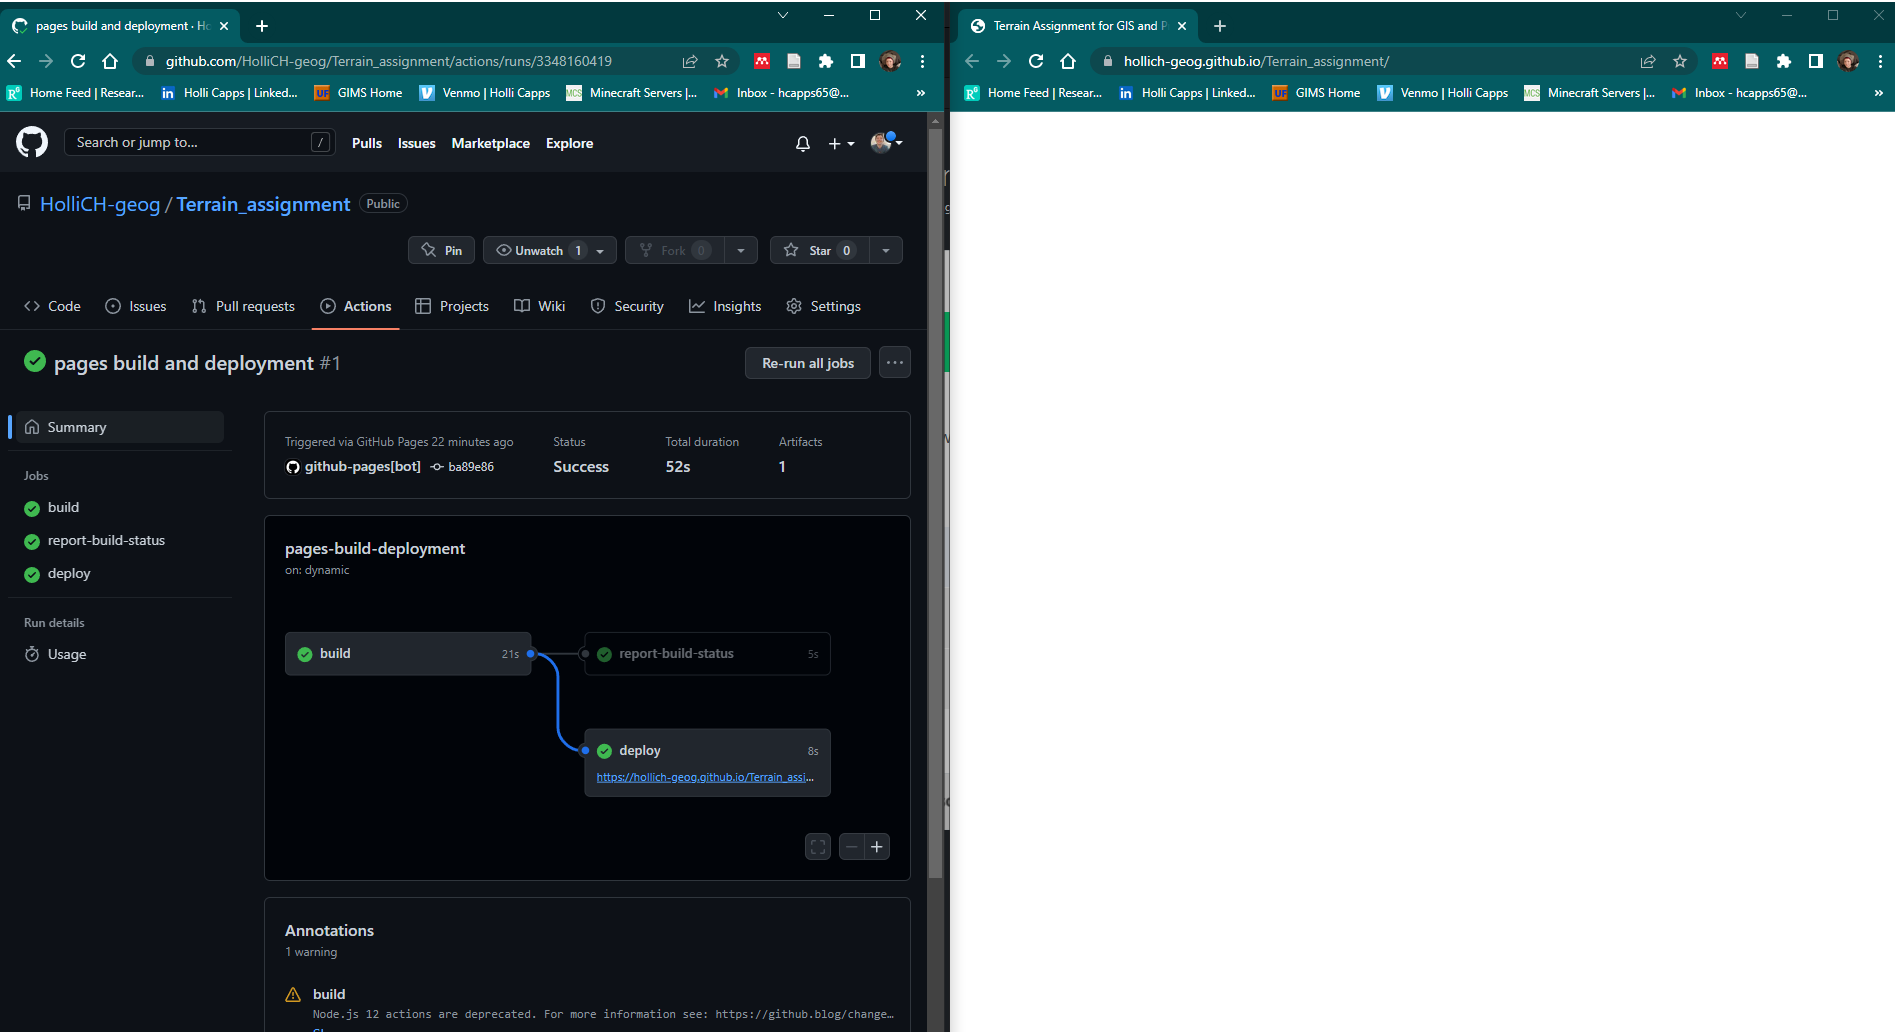 pages build and deployment · Ho
github.com/HolliCH-geog/Terrain_assignment/actions/runs/3348160419
Home Feed | Resear...
Holli Capps | Linked...
GIMS Home
Venmo | Holli Capps
Minecraft Servers |...
Inbox - hcapps65@...
»
Search or jump to...
/
Pulls
Issues
Marketplace
Explore
HolliCH-geog / Terrain_assignment
Public
Pin
Unwatch 1
Fork 0
Star 0
Code
Issues
Pull requests
Actions
Projects
Wiki
Security
Insights
Settings
pages build and deployment #1
Re-run all jobs
Summary
Jobs
build
report-build-status
deploy
Run details
Usage
Triggered via GitHub Pages 22 minutes ago
github-pages[bot] ba89e86
Status
Success
Total duration
52s
Artifacts
1
pages-build-deployment
on: dynamic
build 21s
report-build-status 5s
deploy 8s
https://hollich-geog.github.io/Terrain_assi...
Annotations
1 warning
build
Node.js 12 actions are deprecated. For more information see: https://github.blog/change…
Terrain Assignment for GIS and P
hollich-geog.github.io/Terrain_assignment/
Home Feed | Resear...
Holli Capps | Linked...
GIMS Home
Venmo | Holli Capps
Minecraft Servers |...
Inbox - hcapps65@...
»